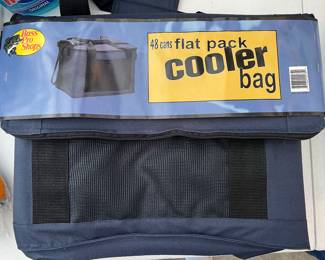 Bass
Pro Shops
48 cans flat pack
cooler
bag